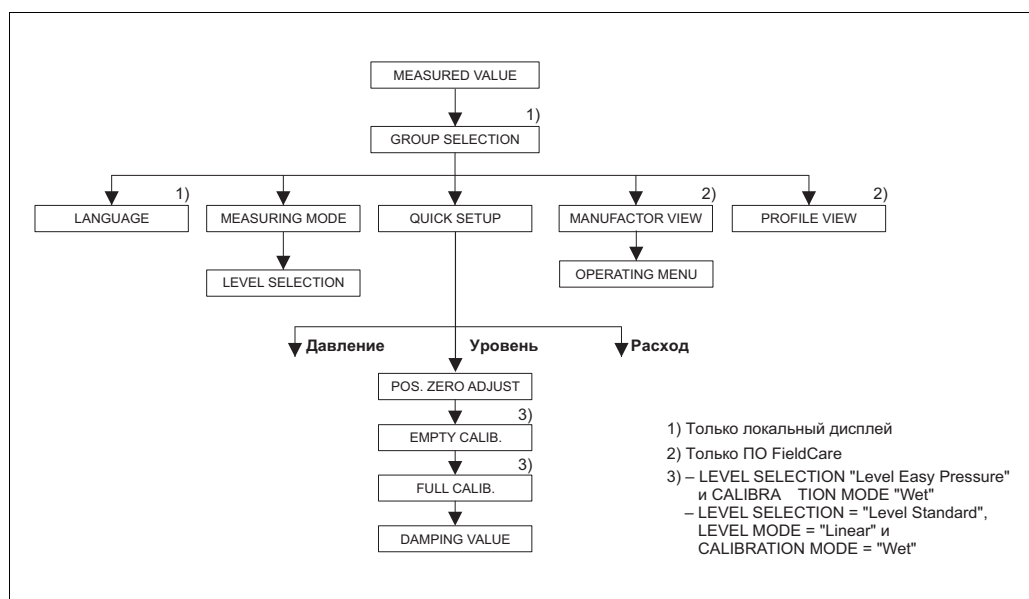 MEASURED VALUE
1)
GROUP SELECTION
1)
LANGUAGE
MEASURING MODE
QUICK SETUP
2)
MANUFACTOR VIEW
2)
PROFILE VIEW
LEVEL SELECTION
OPERATING MENU
Давление
Уровень
Расход
POS. ZERO ADJUST
3)
EMPTY CALIB.
3)
FULL CALIB.
DAMPING VALUE
1) Только локальный дисплей
2) Только ПО FieldCare
3) – LEVEL SELECTION "Level Easy Pressure"
и CALIBRA TION MODE "Wet"
– LEVEL SELECTION = "Level Standard",
LEVEL MODE = "Linear" и
CALIBRATION MODE = "Wet"